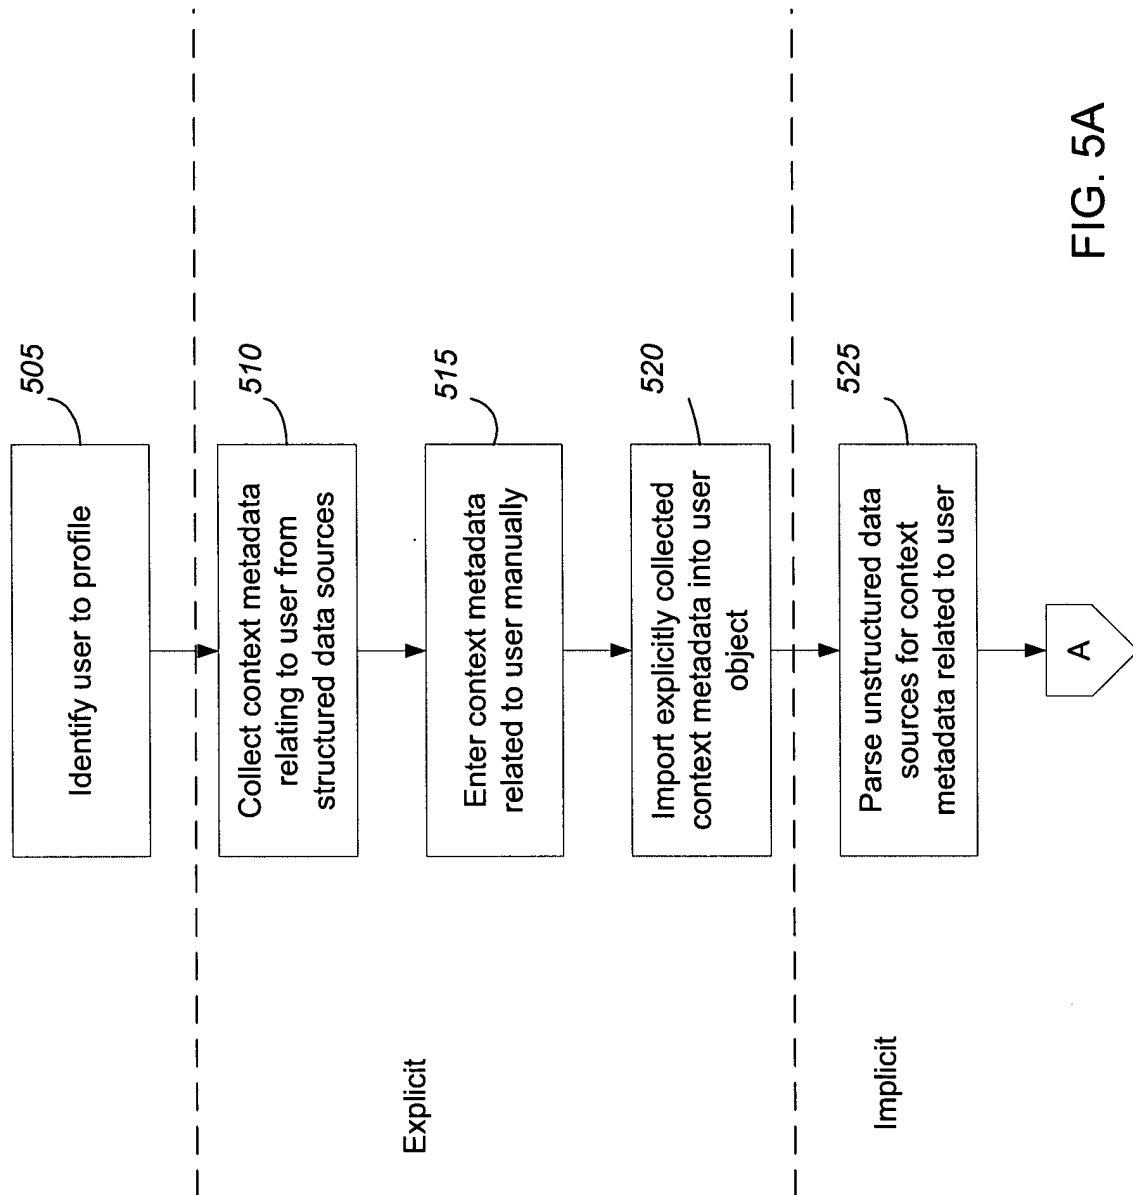 505
Identify user to profile
510
Collect context metadata
relating to user from
structured data sources
515
Enter context metadata
related to user manually
Explicit
520
Import explicitly collected
context metadata into user
object
525
Parse unstructured data
sources for context
metadata related to user
Implicit
A
FIG. 5A